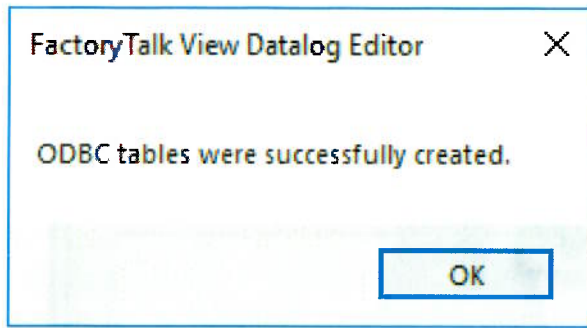 FactoryTalk View Datalog Editor
ODBC tables were successfully created.
OK